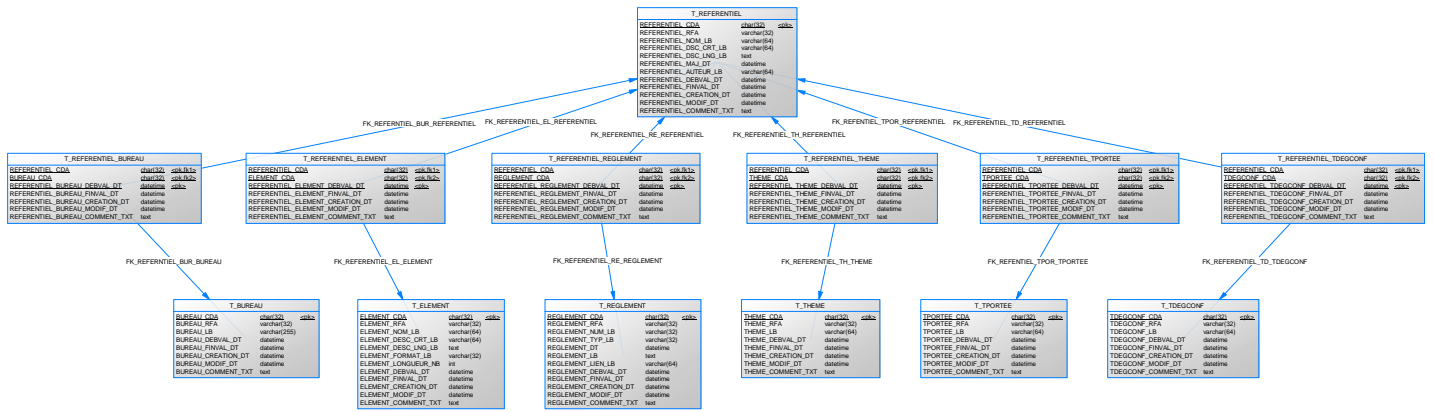 T_REFERENTIEL
REFERENTIEL_CDA char(32) <pk>
REFERENTIEL_RFA varchar(32)
REFERENTIEL_NOM_LB varchar(64)
REFERENTIEL_DSC_CRT_LB varchar(64)
REFERENTIEL_DSC_LNG_LB text
REFERENTIEL_MAJ_DT datetime
REFERENTIEL_AUTEUR_LB varchar(64)
REFERENTIEL_DEBVAL_DT datetime
REFERENTIEL_FINVAL_DT datetime
REFERENTIEL_CREATION_DT datetime
REFERENTIEL_MODIF_DT datetime
REFERENTIEL_COMMENT_TXT text
FK_REFERNTIEL_BUR_REFERENTIEL
FK_REFERENTIEL_EL_REFERENTIEL
FK_REFERENTIEL_RE_REFERENTIEL
FK_REFERENTIEL_TH_REFERENTIEL
FK_REFERENTIEL_TPOR_REFERENTIEL
FK_REFERENTIEL_TD_REFERENTIEL
T_REFERENTIEL_BUREAU
REFERENTIEL_CDA char(32) <pk,fk1>
BUREAU_CDA char(32) <pk,fk2>
REFERENTIEL_BUREAU_DEBVAL_DT datetime <pk>
REFERENTIEL_BUREAU_FINVAL_DT datetime
REFERENTIEL_BUREAU_CREATION_DT datetime
REFERENTIEL_BUREAU_MODIF_DT datetime
REFERENTIEL_BUREAU_COMMENT_TXT text
T_REFERENTIEL_ELEMENT
REFERENTIEL_CDA char(32) <pk,fk1>
ELEMENT_CDA char(32) <pk,fk2>
REFERENTIEL_ELEMENT_DEBVAL_DT datetime <pk>
REFERENTIEL_ELEMENT_FINVAL_DT datetime
REFERENTIEL_ELEMENT_CREATION_DT datetime
REFERENTIEL_ELEMENT_MODIF_DT datetime
REFERENTIEL_ELEMENT_COMMENT_TXT text
T_REFERENTIEL_REGLEMENT
REFERENTIEL_CDA char(32) <pk,fk1>
REGLEMENT_CDA char(32) <pk,fk2>
REFERENTIEL_REGLEMENT_DEBVAL_DT datetime <pk>
REFERENTIEL_REGLEMENT_FINVAL_DT datetime
REFERENTIEL_REGLEMENT_CREATION_DT datetime
REFERENTIEL_REGLEMENT_MODIF_DT datetime
REFERENTIEL_REGLEMENT_COMMENT_TXT text
T_REFERENTIEL_THEME
REFERENTIEL_CDA char(32) <pk,fk1>
THEME_CDA char(32) <pk,fk2>
REFERENTIEL_THEME_DEBVAL_DT datetime <pk>
REFERENTIEL_THEME_FINVAL_DT datetime
REFERENTIEL_THEME_CREATION_DT datetime
REFERENTIEL_THEME_MODIF_DT datetime
REFERENTIEL_THEME_COMMENT_TXT text
T_REFERENTIEL_TPORTEE
REFERENTIEL_CDA char(32) <pk,fk1>
TPORTEE_CDA char(32) <pk,fk2>
REFERENTIEL_TPORTEE_DEBVAL_DT datetime <pk>
REFERENTIEL_TPORTEE_FINVAL_DT datetime
REFERENTIEL_TPORTEE_CREATION_DT datetime
REFERENTIEL_TPORTEE_MODIF_DT datetime
REFERENTIEL_TPORTEE_COMMENT_TXT text
T_REFERENTIEL_TDEGCONF
REFERENTIEL_CDA char(32) <pk,fk1>
TDEGCONF_CDA char(32) <pk,fk2>
REFERENTIEL_TDEGCONF_DEBVAL_DT datetime <pk>
REFERENTIEL_TDEGCONF_FINVAL_DT datetime
REFERENTIEL_TDEGCONF_CREATION_DT datetime
REFERENTIEL_TDEGCONF_MODIF_DT datetime
REFERENTIEL_TDEGCONF_COMMENT_TXT text
FK_REFERNTIEL_BUR_BUREAU
FK_REFERENTIEL_EL_ELEMENT
FK_REFERENTIEL_RE_REGLEMENT
FK_REFERENTIEL_TH_THEME
FK_REFRENTIEL_TPOR_TPORTEE
FK_REFERENTIEL_TD_TDEGCONF
T_BUREAU
BUREAU_CDA char(32) <pk>
BUREAU_RFA varchar(32)
BUREAU_LB varchar(255)
BUREAU_DEBVAL_DT datetime
BUREAU_FINVAL_DT datetime
BUREAU_CREATION_DT datetime
BUREAU_MODIF_DT datetime
BUREAU_COMMENT_TXT text
T_ELEMENT
ELEMENT_CDA char(32) <pk>
ELEMENT_RFA varchar(32)
ELEMENT_NOM_LB varchar(64)
ELEMENT_DESC_CRT_LB varchar(64)
ELEMENT_DESC_LNG_LB text
ELEMENT_FORMAT_LB varchar(32)
ELEMENT_LONGUEUR_NB int
ELEMENT_DEBVAL_DT datetime
ELEMENT_FINVAL_DT datetime
ELEMENT_CREATION_DT datetime
ELEMENT_MODIF_DT datetime
ELEMENT_COMMENT_TXT text
T_REGLEMENT
REGLEMENT_CDA char(32) <pk>
REGLEMENT_RFA varchar(32)
REGLEMENT_NUM_LB varchar(32)
REGLEMENT_TYP_LB varchar(32)
REGLEMENT_DT datetime
REGLEMENT_LB text
REGLEMENT_LIEN_LB varchar(64)
REGLEMENT_DEBVAL_DT datetime
REGLEMENT_FINVAL_DT datetime
REGLEMENT_CREATION_DT datetime
REGLEMENT_MODIF_DT datetime
REGLEMENT_COMMENT_TXT text
T_THEME
THEME_CDA char(32) <pk>
THEME_RFA varchar(32)
THEME_LB varchar(64)
THEME_DEBVAL_DT datetime
THEME_FINVAL_DT datetime
THEME_CREATION_DT datetime
THEME_MODIF_DT datetime
THEME_COMMENT_TXT text
T_TPORTEE
TPORTEE_CDA char(32) <pk>
TPORTEE_RFA varchar(32)
TPORTEE_LB varchar(64)
TPORTEE_DEBVAL_DT datetime
TPORTEE_FINVAL_DT datetime
TPORTEE_CREATION_DT datetime
TPORTEE_MODIF_DT datetime
TPORTEE_COMMENT_TXT text
T_TDEGCONF
TDEGCONF_CDA char(32) <pk>
TDEGCONF_RFA varchar(32)
TDEGCONF_LB varchar(64)
TDEGCONF_DEBVAL_DT datetime
TDEGCONF_FINVAL_DT datetime
TDEGCONF_CREATION_DT datetime
TDEGCONF_MODIF_DT datetime
TDEGCONF_COMMENT_TXT text